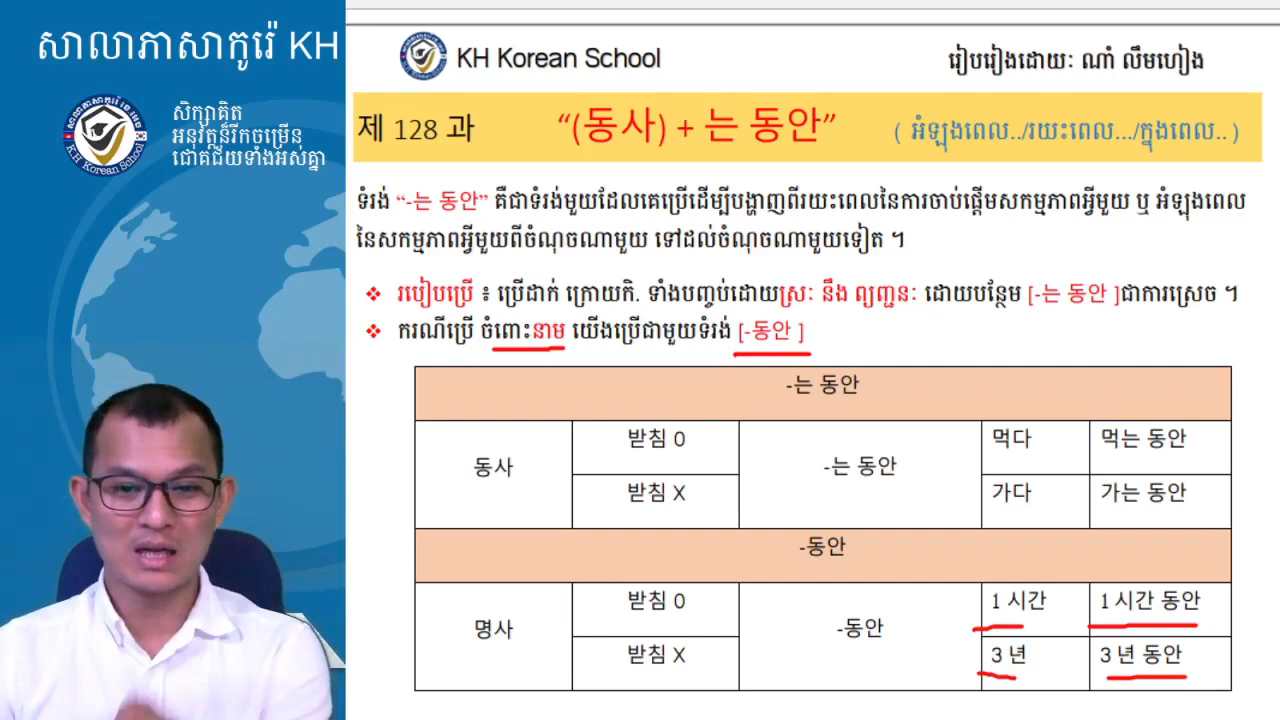 សាលាភាសាកូរ៉េ KH
សិក្សាគិត
អនុវត្តន៍រីកចម្រើន
ជោគជ័យទាំងអស់គ្នា
KH Korean School
រៀបរៀងដោយ: ណាំ លឹមហៀង
제 128 과 “(동사) + 는 동안” ( អំឡុងពេល../រយះពេល.../ក្នុងពេល.. )
ទំរង់ “-는 동안” គឺជាទំរង់មួយដែលគេប្រើដើម្បីបង្ហាញពីរយះពេលនៃការចាប់ផ្តើមសកម្មភាពអ្វីមួយ ឬ អំឡុងពេល
នៃសកម្មភាពអ្វីមួយពីចំណុចណាមួយ ទៅដល់ចំណុចណាមួយទៀត ។
❖ របៀបប្រើ ៖ ប្រើដាក់ ក្រោយកិ. ទាំងបញ្ចប់ដោយស្រៈ នឹង ព្យញ្ជនៈ ដោយបន្ថែម [-는 동안 ]ជាការស្រេច ។
❖ ករណីប្រើ ចំពោះនាម យើងប្រើជាមួយទំរង់ [-동안 ]
-는 동안
동사 받침 0 -는 동안 먹다 먹는 동안
받침 X 가다 가는 동안
-동안
명사 받침 0 -동안 1 시간 1 시간 동안
받침 X 3 년 3 년 동안